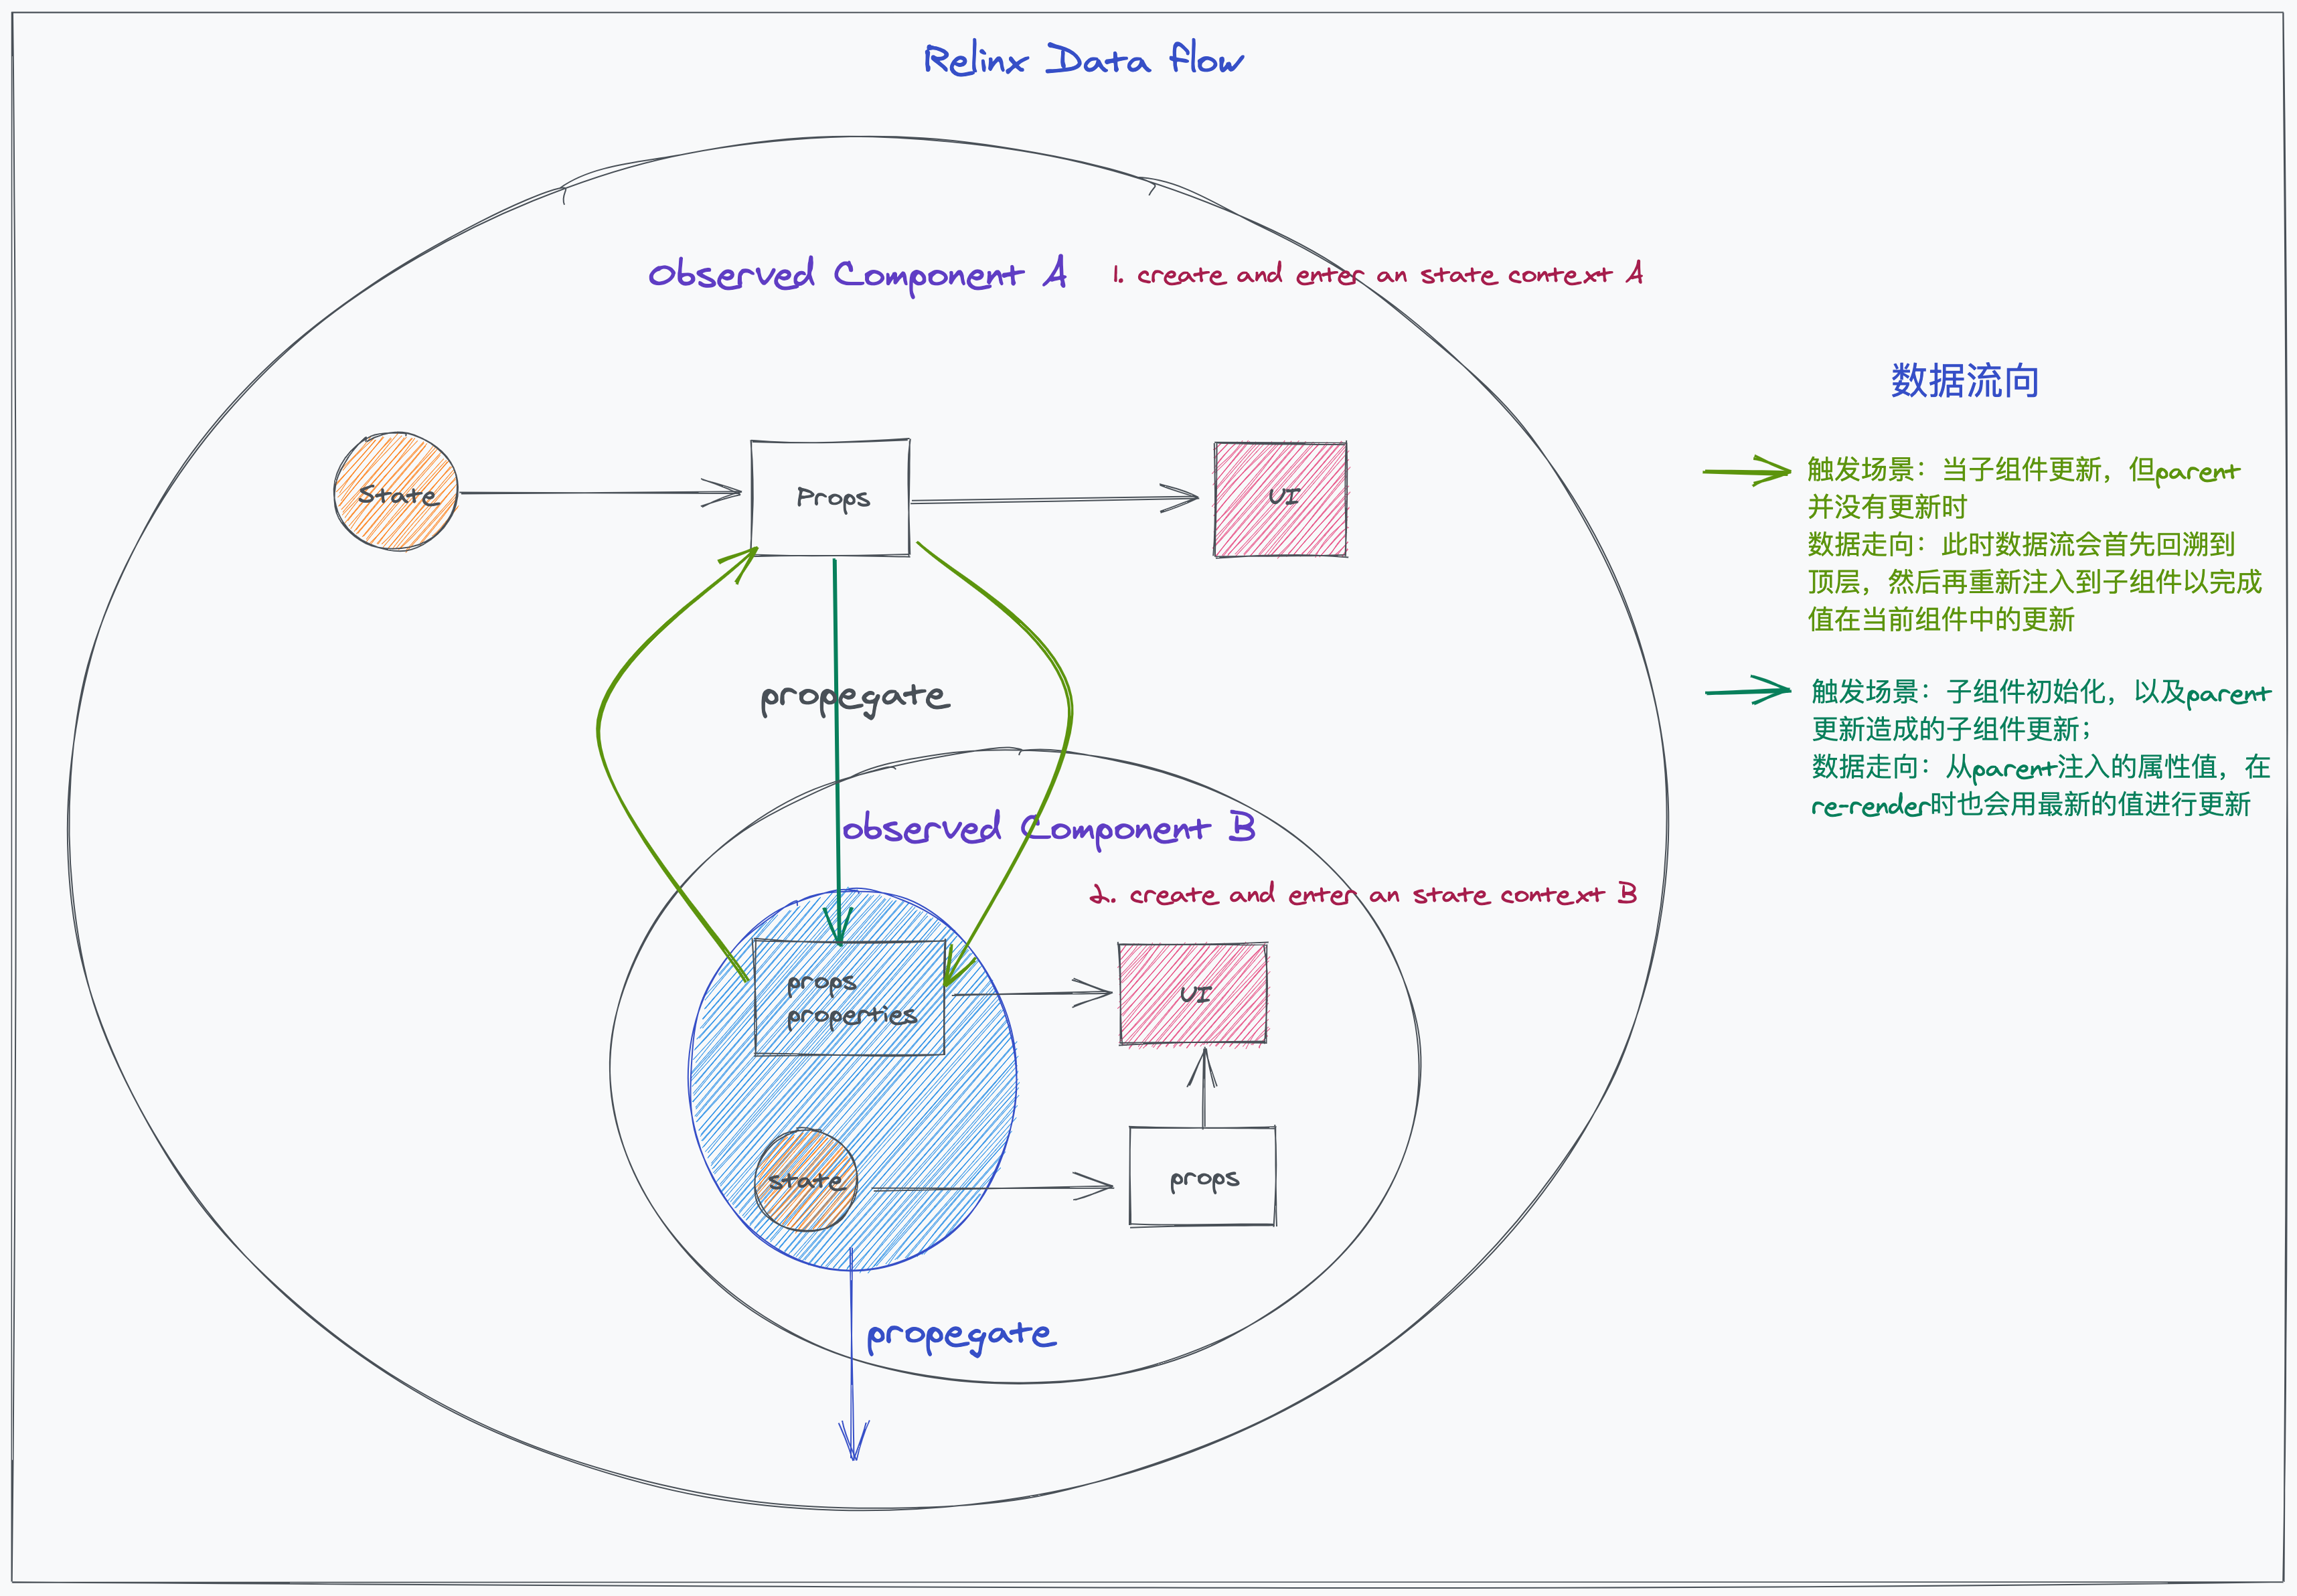 Relinx Data flow
Observed Component A
1. create and enter an state context A
数据流向
State
Props
UI
触发场景：当子组件更新，但parent
并没有更新时
数据走向：此时数据流会首先回溯到
顶层，然后再重新注入到子组件以完成
值在当前组件中的更新
propegate
触发场景：子组件初始化，以及parent
更新造成的子组件更新；
数据走向：从parent注入的属性值，在
re-render时也会用最新的值进行更新
observed Component B
2. create and enter an state context B
props
properties
UI
state
props
propegate